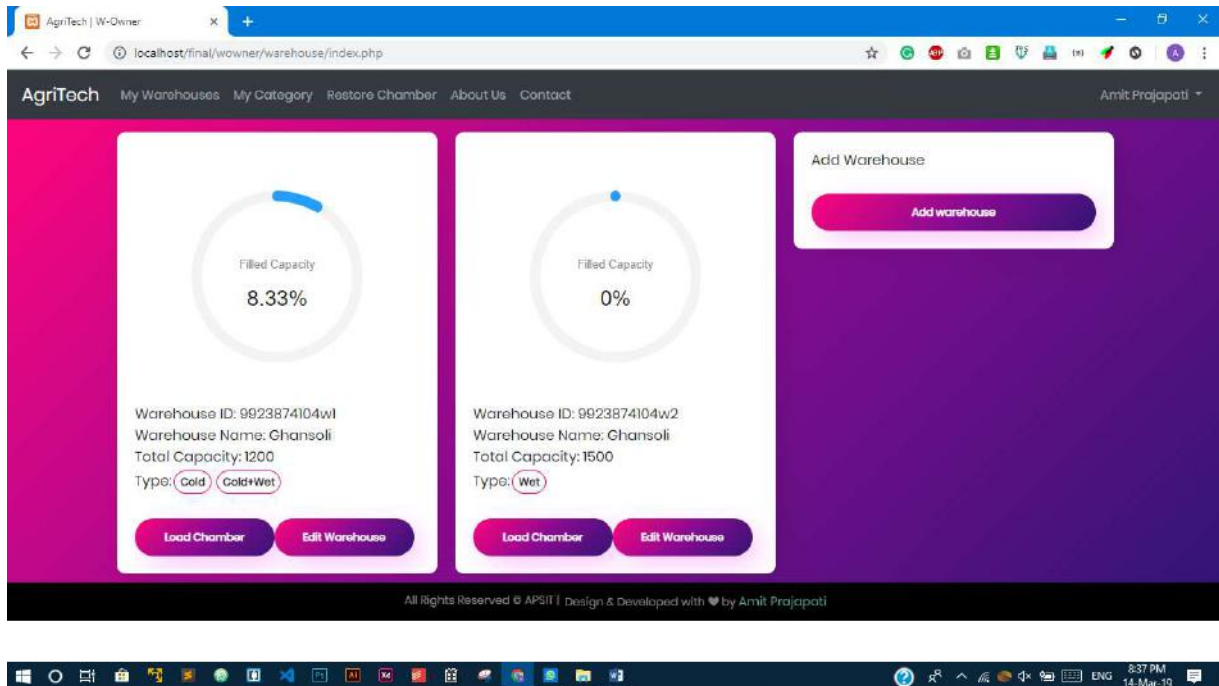 AgriTech | W-Owner
localhost/final/wowner/warehouse/index.php
AgriTech My Warehouses My Category Restore Chamber About Us Contact Amit Prajapati
Filled Capacity
8.33%
Warehouse ID: 9923874104w1
Warehouse Name: Ghansoli
Total Capacity: 1200
Type: Cold Cold+Wet
Load Chamber Edit Warehouse
Filled Capacity
0%
Warehouse ID: 9923874104w2
Warehouse Name: Ghansoli
Total Capacity: 1500
Type: Wet
Load Chamber Edit Warehouse
Add Warehouse
Add warehouse
All Rights Reserved © APSIT | Design & Developed with ♥ by Amit Prajapati
ENG 8:37 PM
14-Mar-19